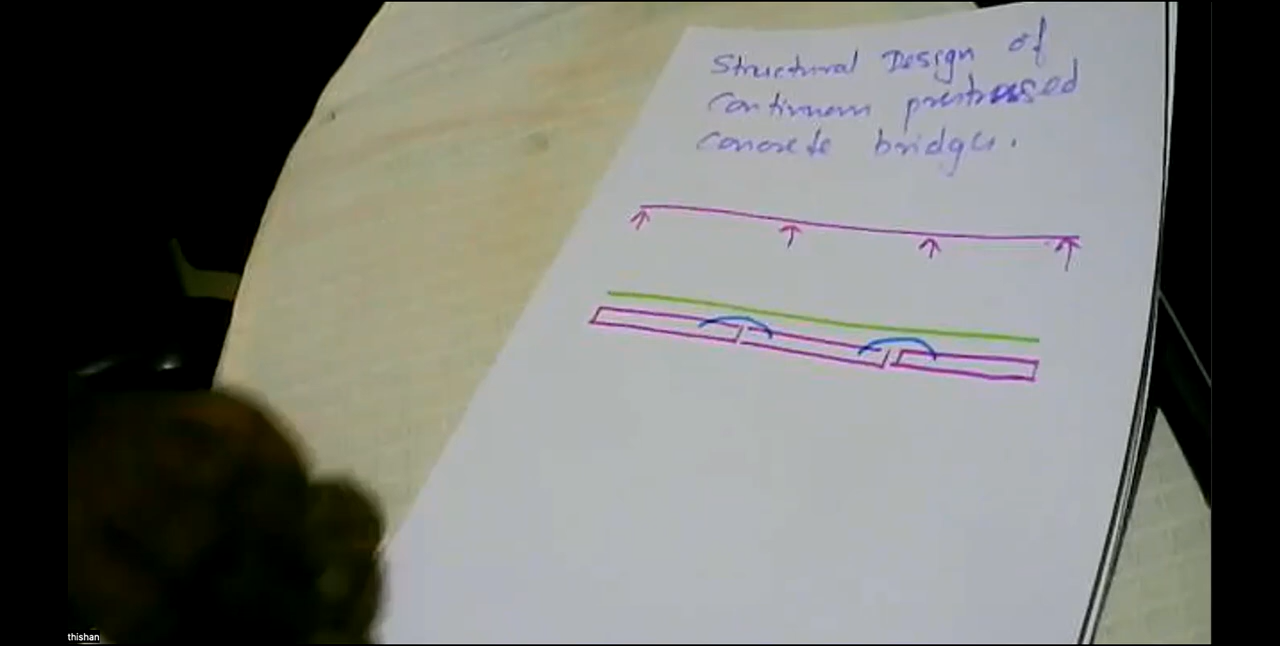 Structural Design of
Continuous prestressed
concrete bridges.
thishan